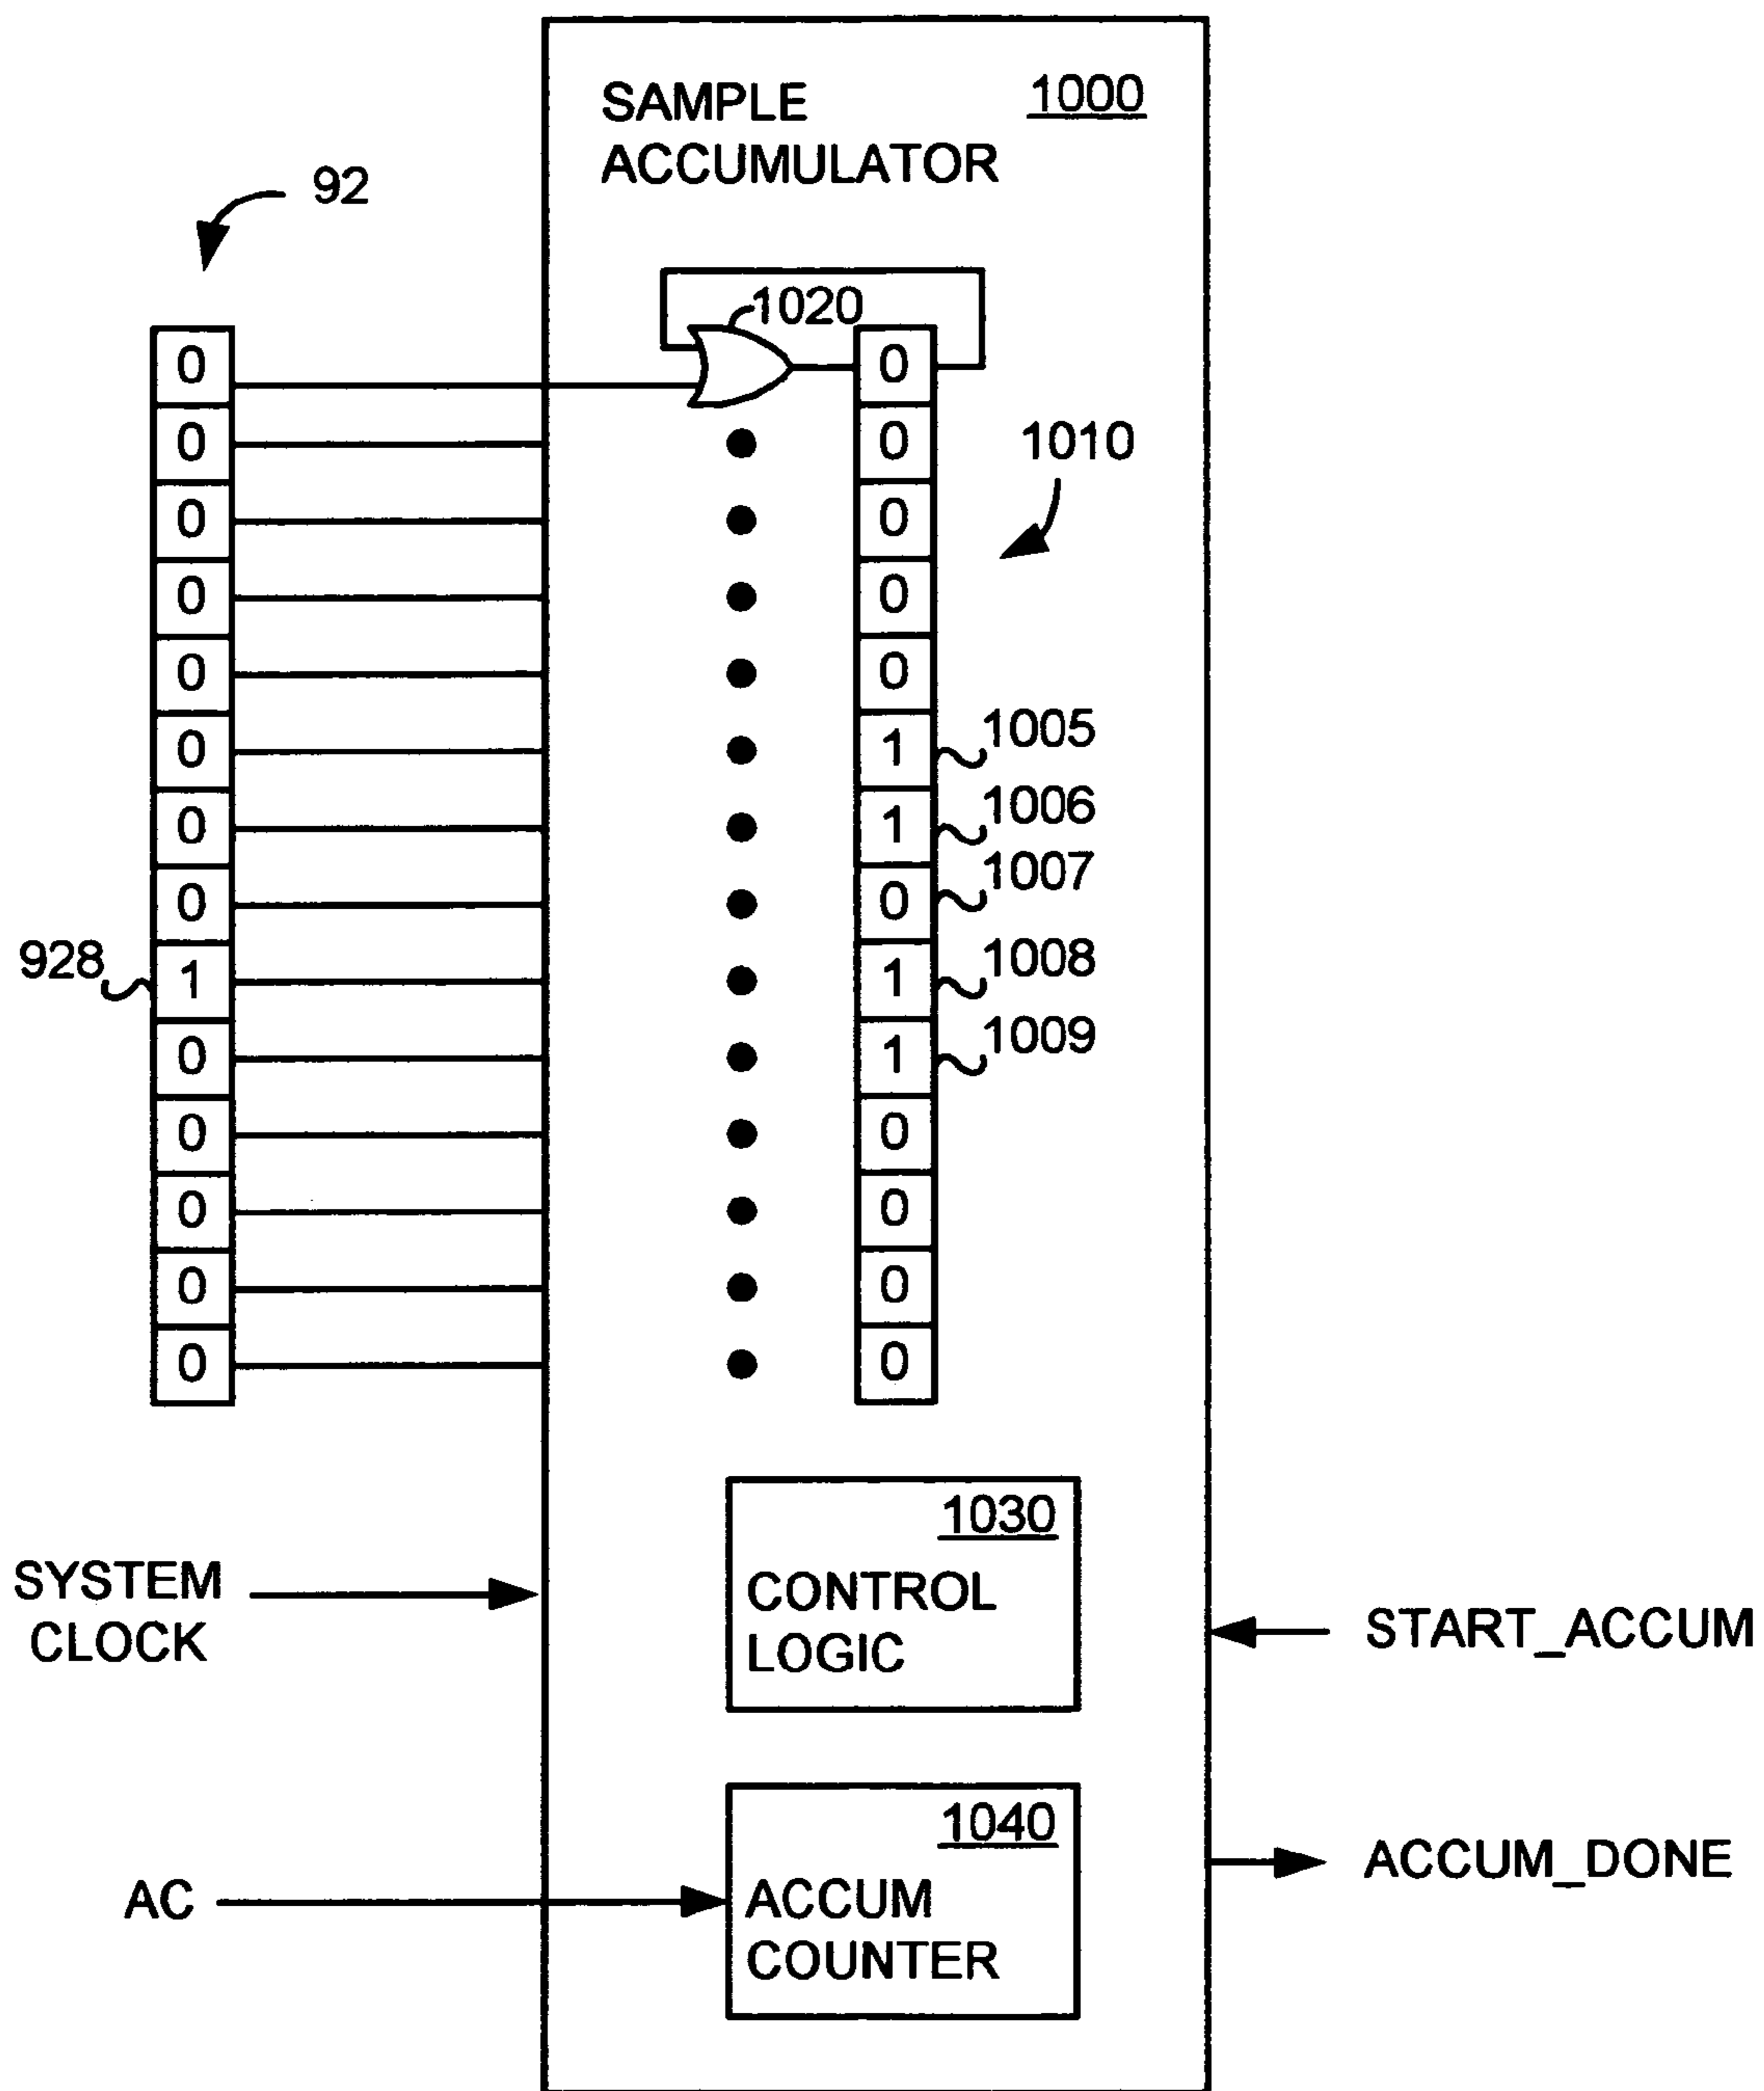 SAMPLE 1000
ACCUMULATOR
92
1020
0 0
0 0
1010
0 0
0 0
0 0
0 1 1005
0 1 1006
0 0 1007
928 1 1 1008
0 1 1009
0 0
0 0
0 0
0 0
1030
SYSTEM
CLOCK
CONTROL
LOGIC
START_ACCUM
1040
ACCUM_DONE
AC
ACCUM
COUNTER